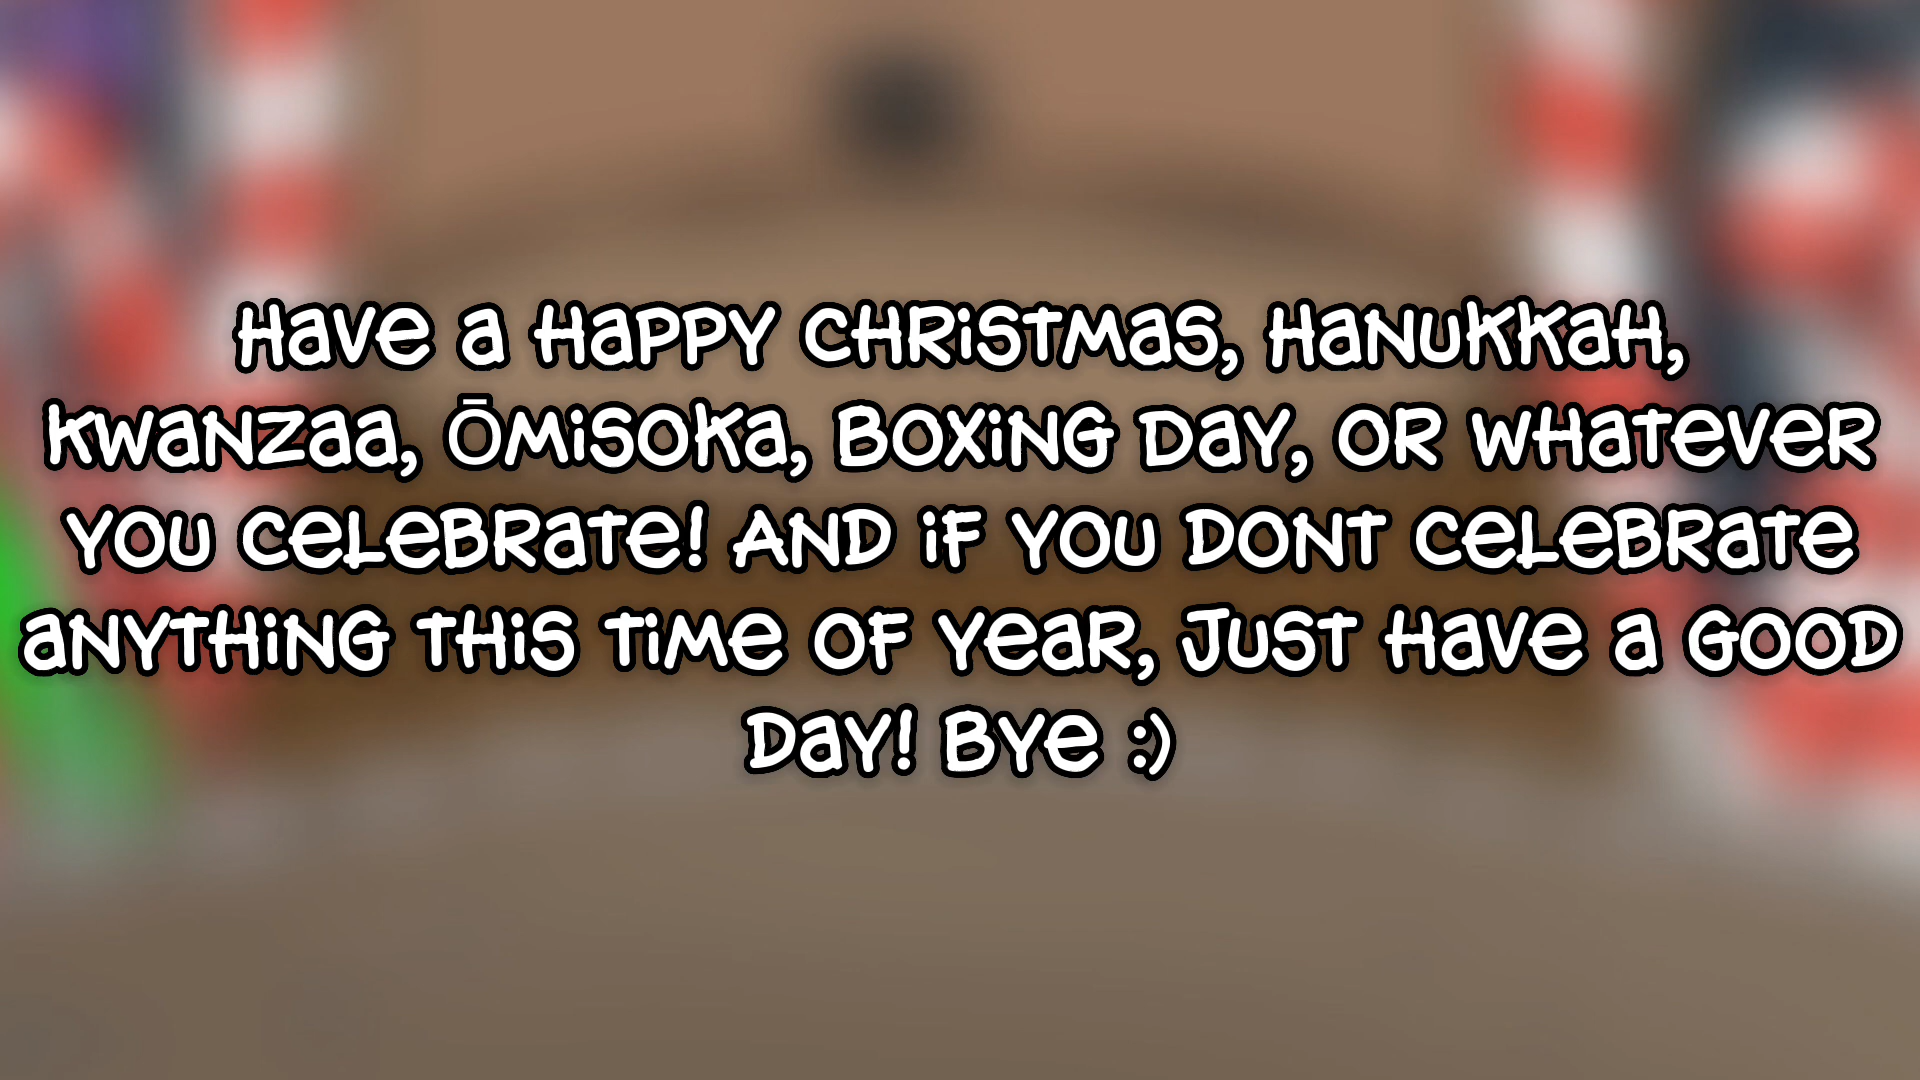 Have a Happy Christmas, Hanukkah,
Kwanzaa, Ōmisoka, Boxing Day, or whatever
you celebrate! And if you dont celebrate
anything this time of year, just have a good
day! Bye :)